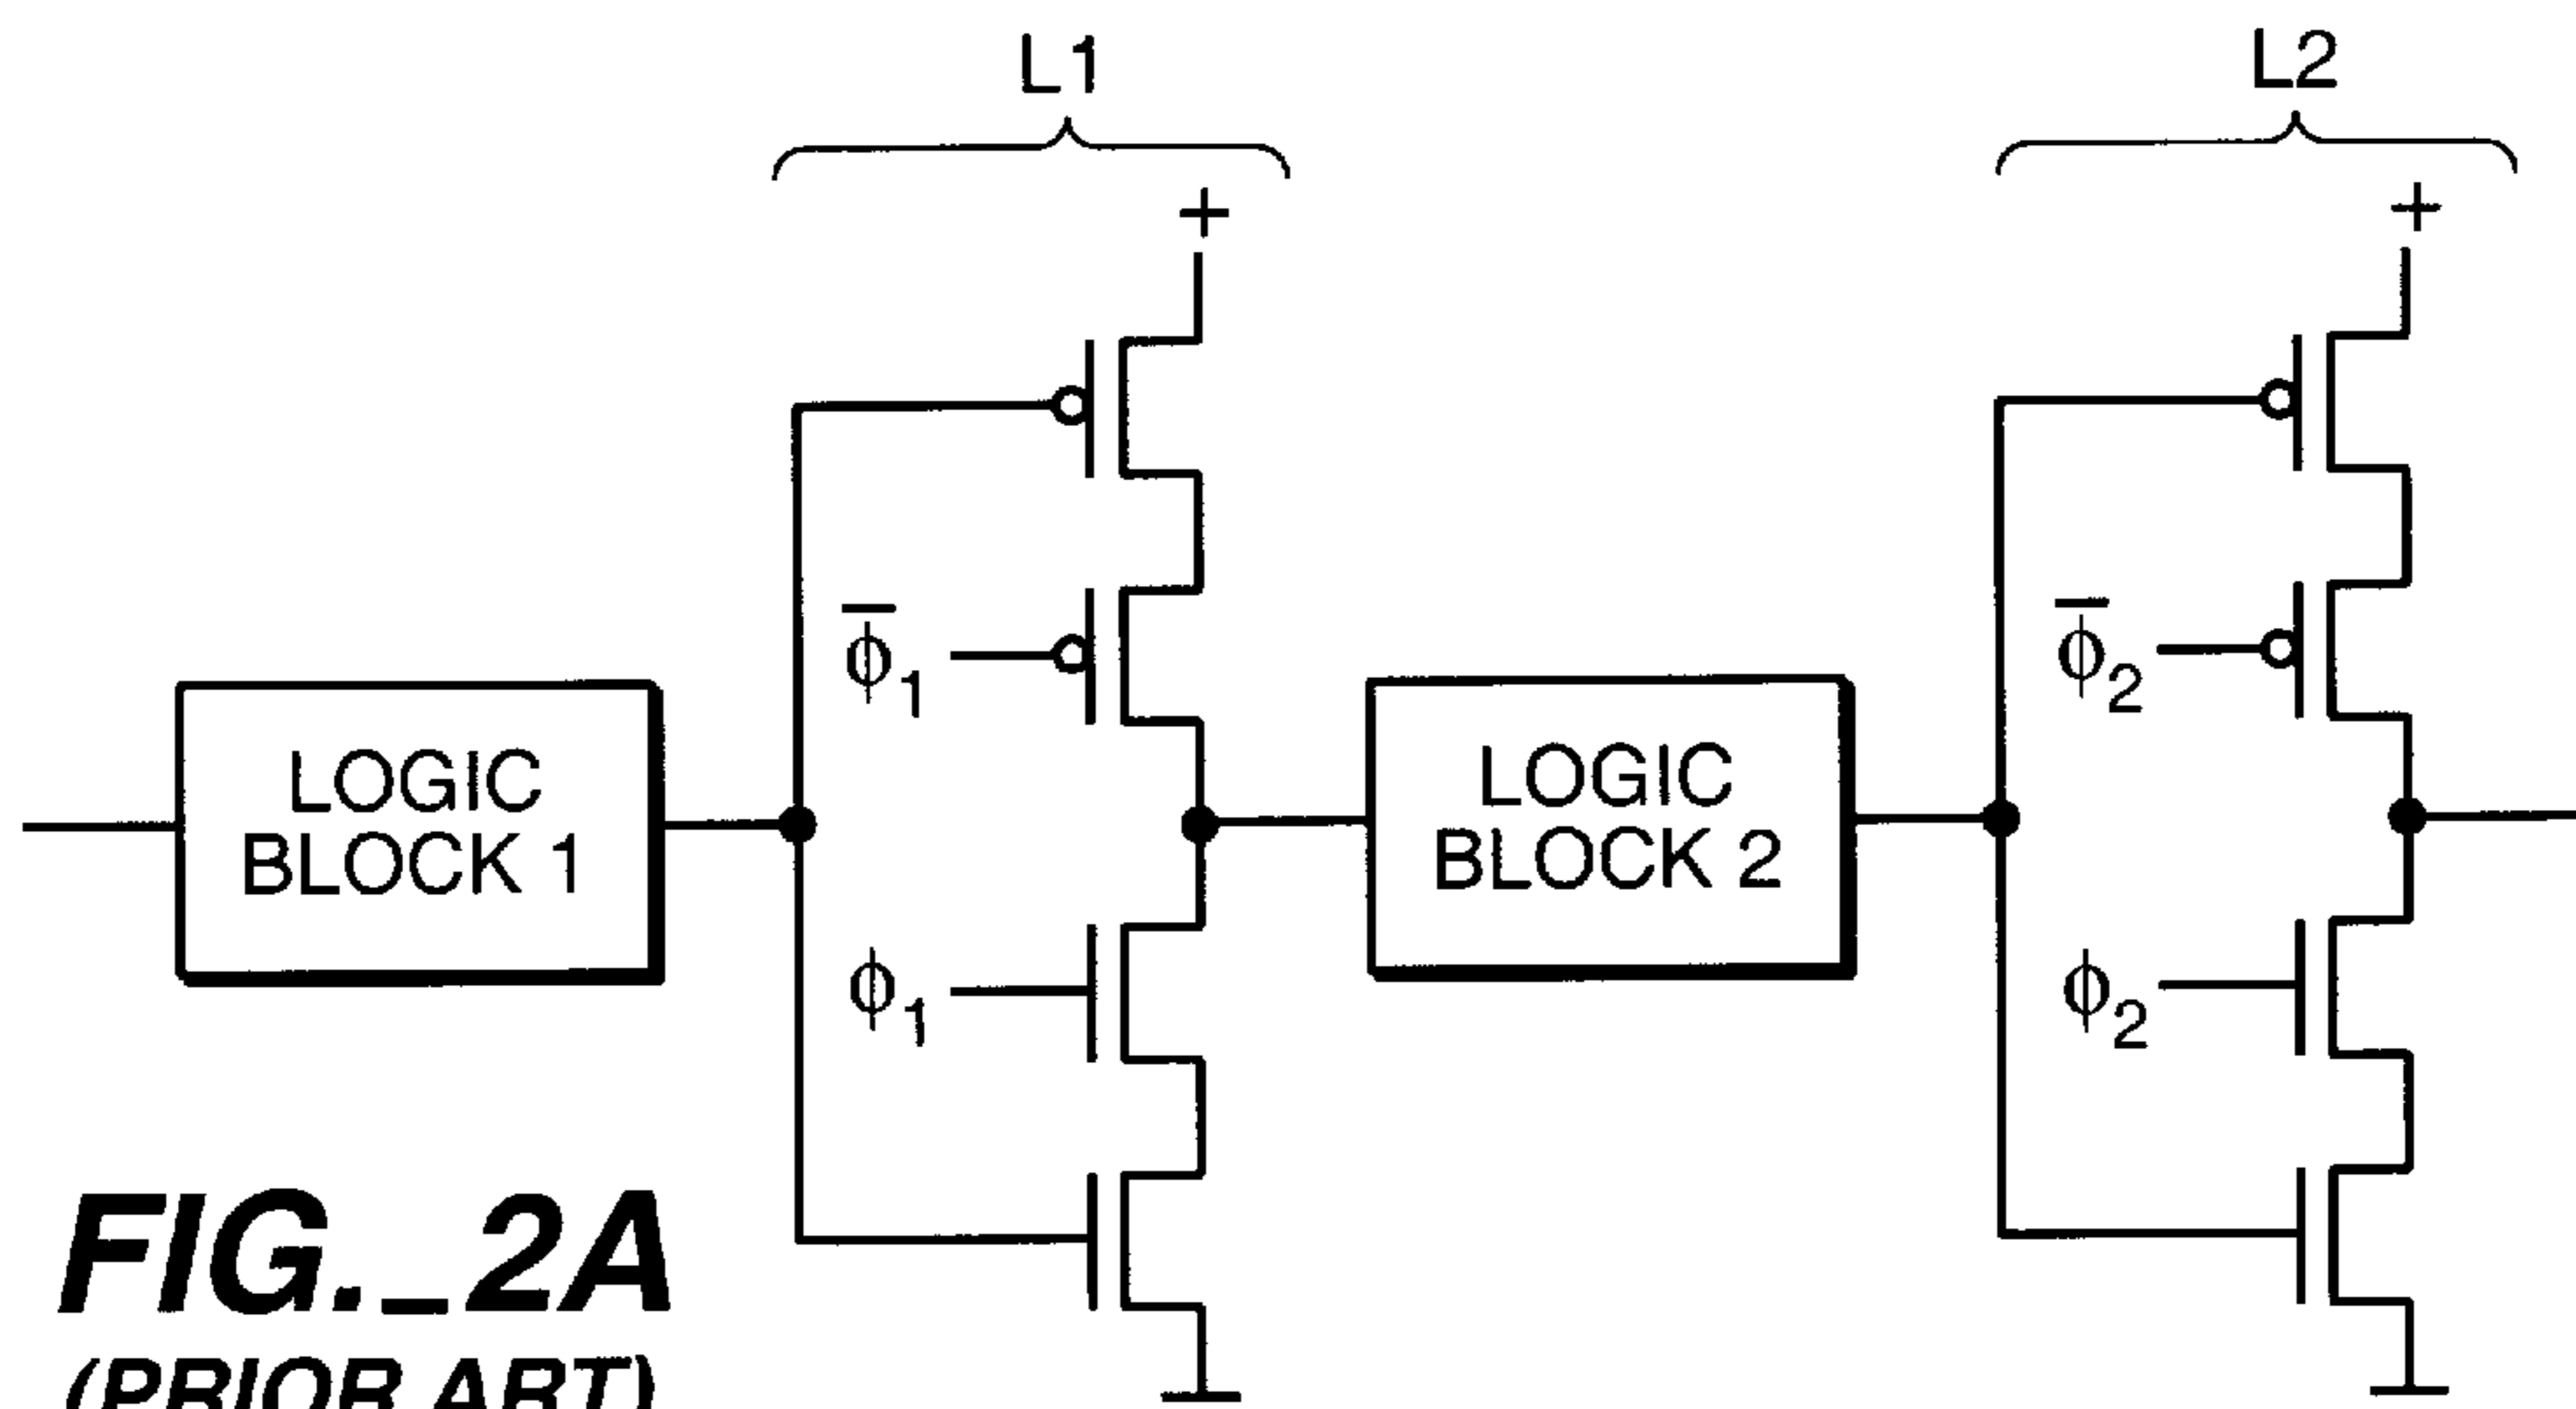 L1
L2
+
+
ϕ̅₁
ϕ̅₂
LOGIC
BLOCK 1
LOGIC
BLOCK 2
ϕ₁
ϕ₂
FIG._2A
(PRIOR ART)